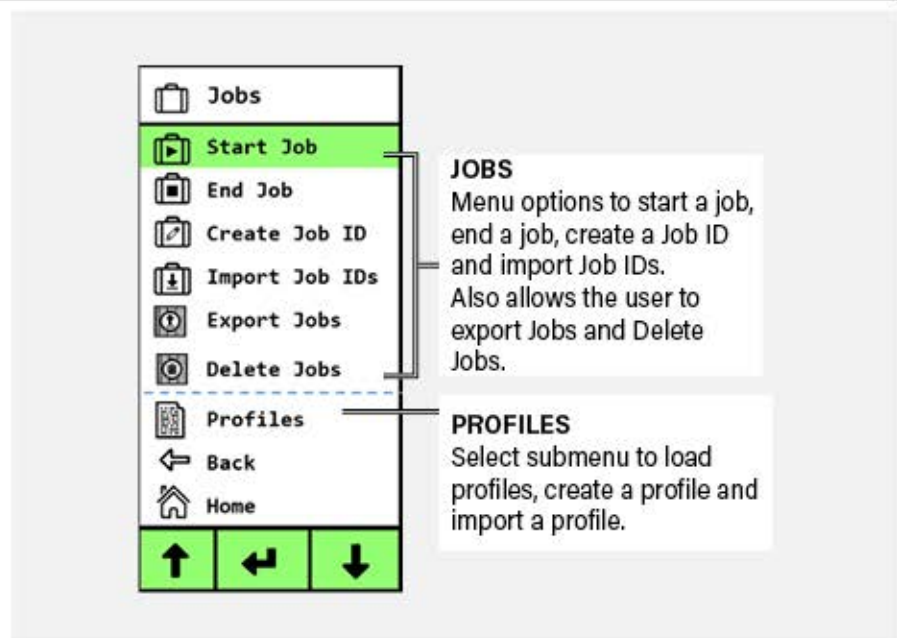 Jobs
Start Job
End Job
Create Job ID
Import Job IDs
Export Jobs
Delete Jobs
Profiles
Back
Home
JOBS
Menu options to start a job,
end a job, create a Job ID
and import Job IDs.
Also allows the user to
export Jobs and Delete
Jobs.
PROFILES
Select submenu to load
profiles, create a profile and
import a profile.